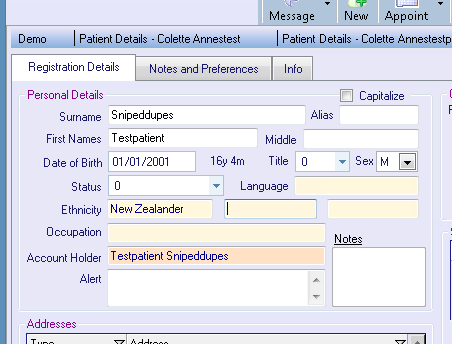 Message New Appoint
Demo Patient Details - Colette Annestest Patient Details - Colette Annestestp
Registration Details Notes and Preferences Info
Personal Details Capitalize
Surname Snipeddupes Alias
First Names Testpatient Middle
Date of Birth 01/01/2001 16y 4m Title 0 Sex M
Status 0 Language
Ethnicity New Zealander
Occupation
Notes
Account Holder Testpatient Snipeddupes
Alert
Addresses
Type Address